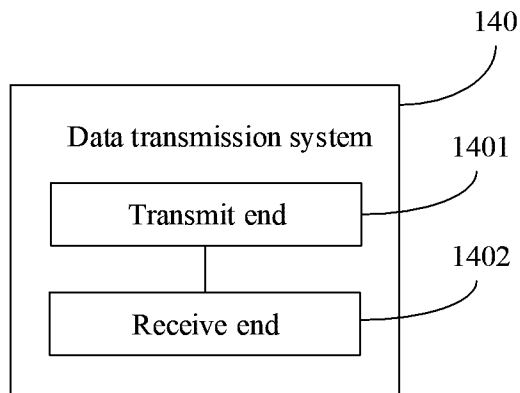 140
Data transmission system
1401
Transmit end
1402
Receive end